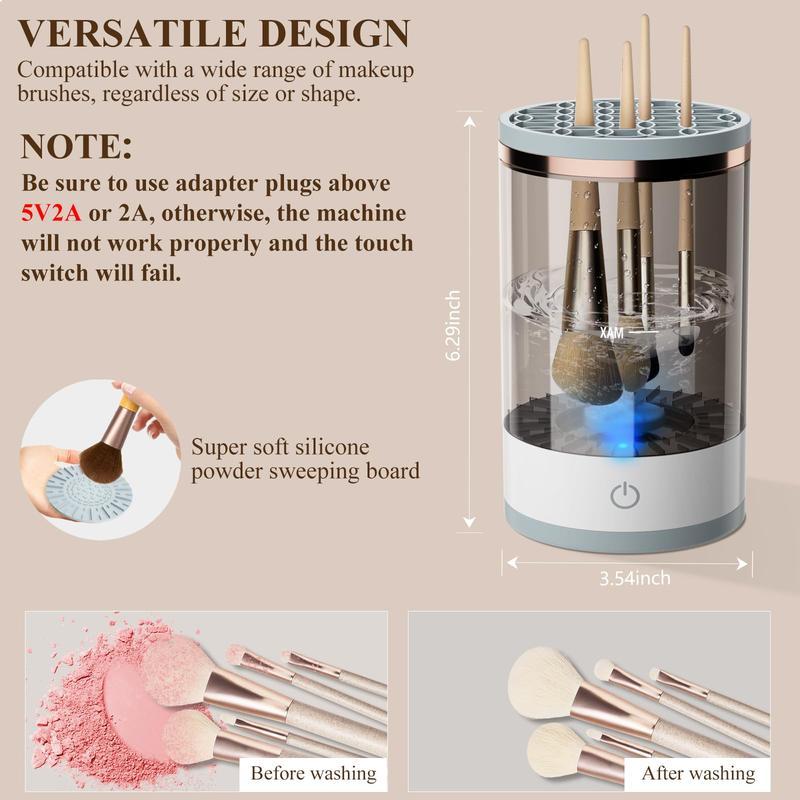 VERSATILE DESIGN
Compatible with a wide range of makeup
brushes, regardless of size or shape.
NOTE:
Be sure to use adapter plugs above
5V2A or 2A, otherwise, the machine
will not work properly and the touch
switch will fail.
6.29inch
MAX
Super soft silicone
powder sweeping board
3.54inch
Before washing
After washing